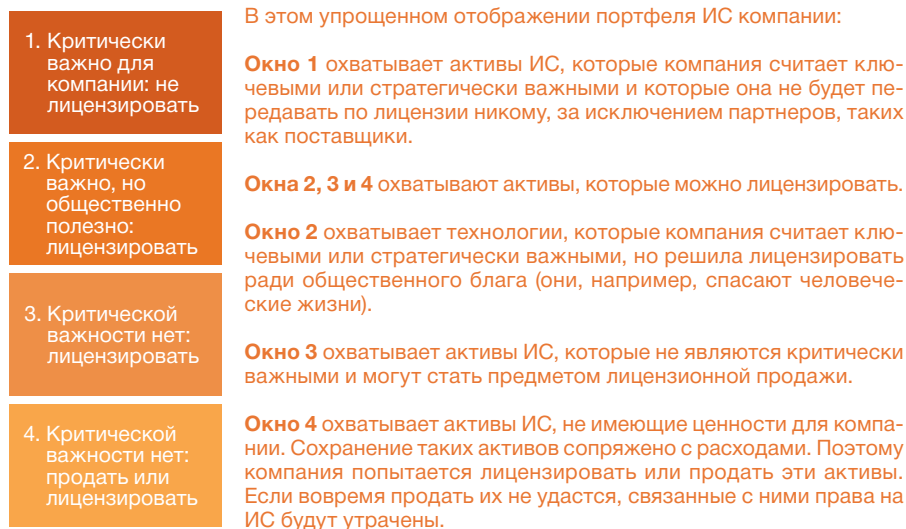 1. Критически
важно для
компании: не
лицензировать
2. Критически
важно, но
общественно
полезно:
лицензировать
3. Критической
важности нет:
лицензировать
4. Критической
важности нет:
продать или
лицензировать
В этом упрощенном отображении портфеля ИС компании:
Окно 1 охватывает активы ИС, которые компания считает клю-
чевыми или стратегически важными и которые она не будет пе-
редавать по лицензии никому, за исключением партнеров, таких
как поставщики.
Окна 2, 3 и 4 охватывают активы, которые можно лицензировать.
Окно 2 охватывает технологии, которые компания считает клю-
чевыми или стратегически важными, но решила лицензировать
ради общественного блага (они, например, спасают человече-
ские жизни).
Окно 3 охватывает активы ИС, которые не являются критически
важными и могут стать предметом лицензионной продажи.
Окно 4 охватывает активы ИС, не имеющие ценности для компа-
нии. Сохранение таких активов сопряжено с расходами. Поэтому
компания попытается лицензировать или продать эти активы.
Если вовремя продать их не удастся, связанные с ними права на
ИС будут утрачены.